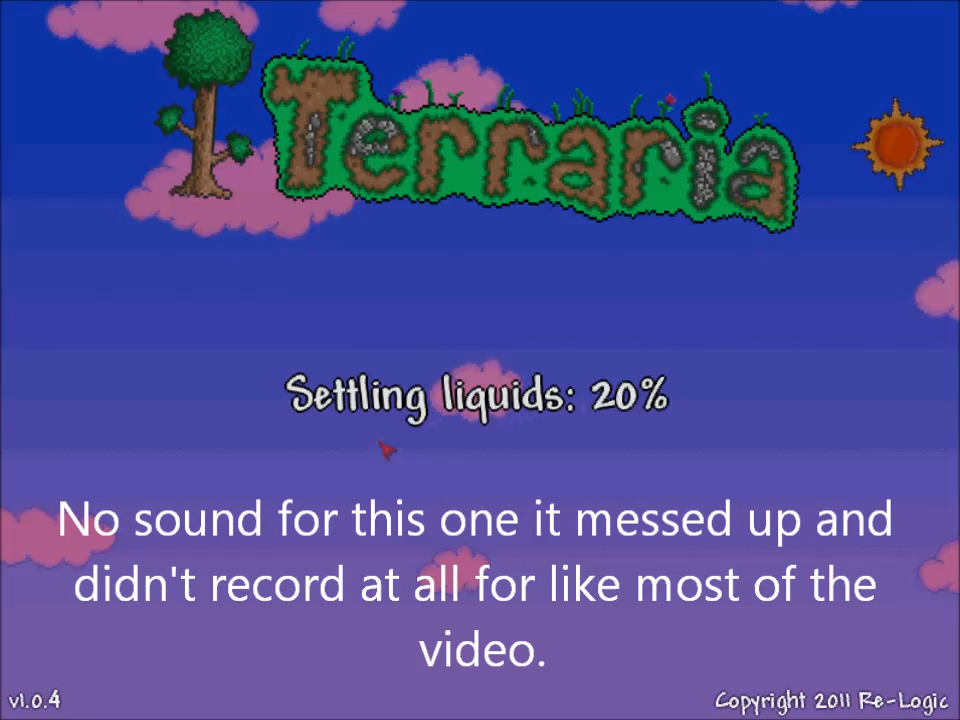 Terraria
Settling liquids: 20%
No sound for this one it messed up and
didn't record at all for like most of the
video.
v1.0.4
Copyright 2011 Re-Logic